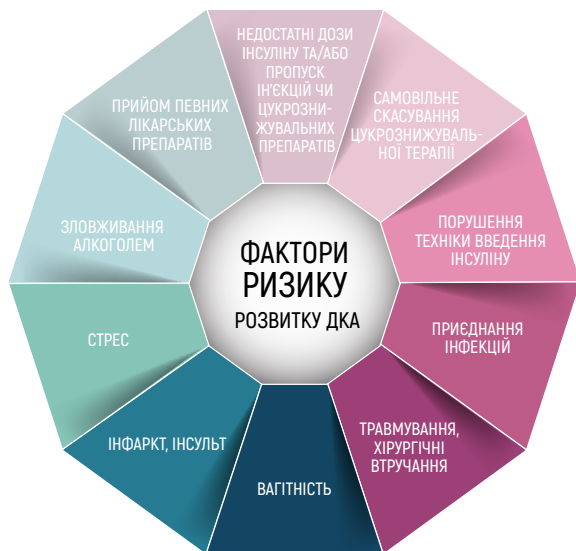 ФАКТОРИ
РИЗИКУ
РОЗВИТКУ ДКА
НЕДОСТАТНІ ДОЗИ
ІНСУЛІНУ ТА/АБО
ПРОПУСК
ІН'ЄКЦІЙ ЧИ
ЦУКРОЗНИ-
ЖУВАЛЬНИХ
ПРЕПАРАТІВ
САМОВІЛЬНЕ
СКАСУВАННЯ
ЦУКРОЗНИЖУВАЛЬ-
НОЇ ТЕРАПІЇ
ПОРУШЕННЯ
ТЕХНІКИ ВВЕДЕННЯ
ІНСУЛІНУ
ПРИЄДНАННЯ
ІНФЕКЦІЙ
ТРАВМУВАННЯ,
ХІРУРГІЧНІ
ВТРУЧАННЯ
ВАГІТНІСТЬ
ІНФАРКТ, ІНСУЛЬТ
СТРЕС
ЗЛОВЖИВАННЯ
АЛКОГОЛЕМ
ПРИЙОМ ПЕВНИХ
ЛІКАРСЬКИХ
ПРЕПАРАТІВ